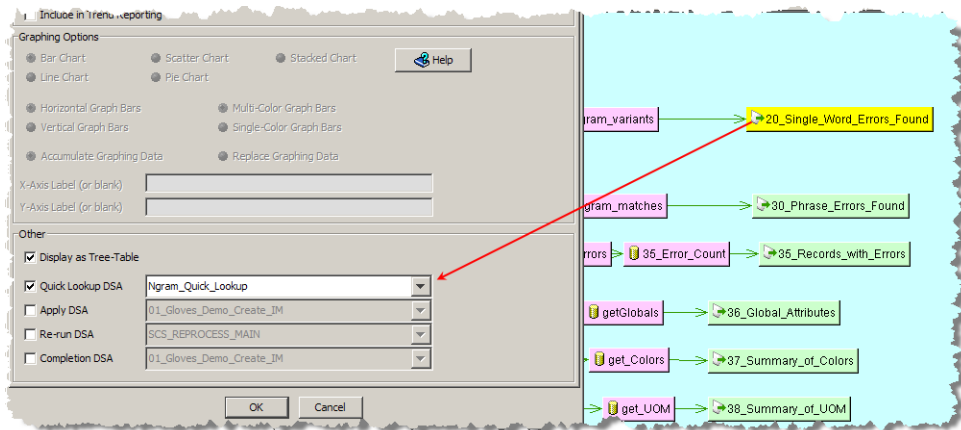 Include in Trend Reporting
Graphing Options
Bar Chart Scatter Chart Stacked Chart Help
Line Chart Pie Chart
Horizontal Graph Bars Multi-Color Graph Bars
Vertical Graph Bars Single-Color Graph Bars
Accumulate Graphing Data Replace Graphing Data
X-Axis Label (or blank)
Y-Axis Label (or blank)
Other
Display as Tree-Table
Quick Lookup DSA Ngram_Quick_Lookup
Apply DSA 01_Gloves_Demo_Create_IM
Re-run DSA SCS_REPROCESS_MAIN
Completion DSA 01_Gloves_Demo_Create_IM
OK Cancel
gram_variants 20_Single_Word_Errors_Found
gram_matches 30_Phrase_Errors_Found
rrors 35_Error_Count 35_Records_with_Errors
getGlobals 36_Global_Attributes
get_Colors 37_Summary_of_Colors
get_UOM 38_Summary_of_UOM